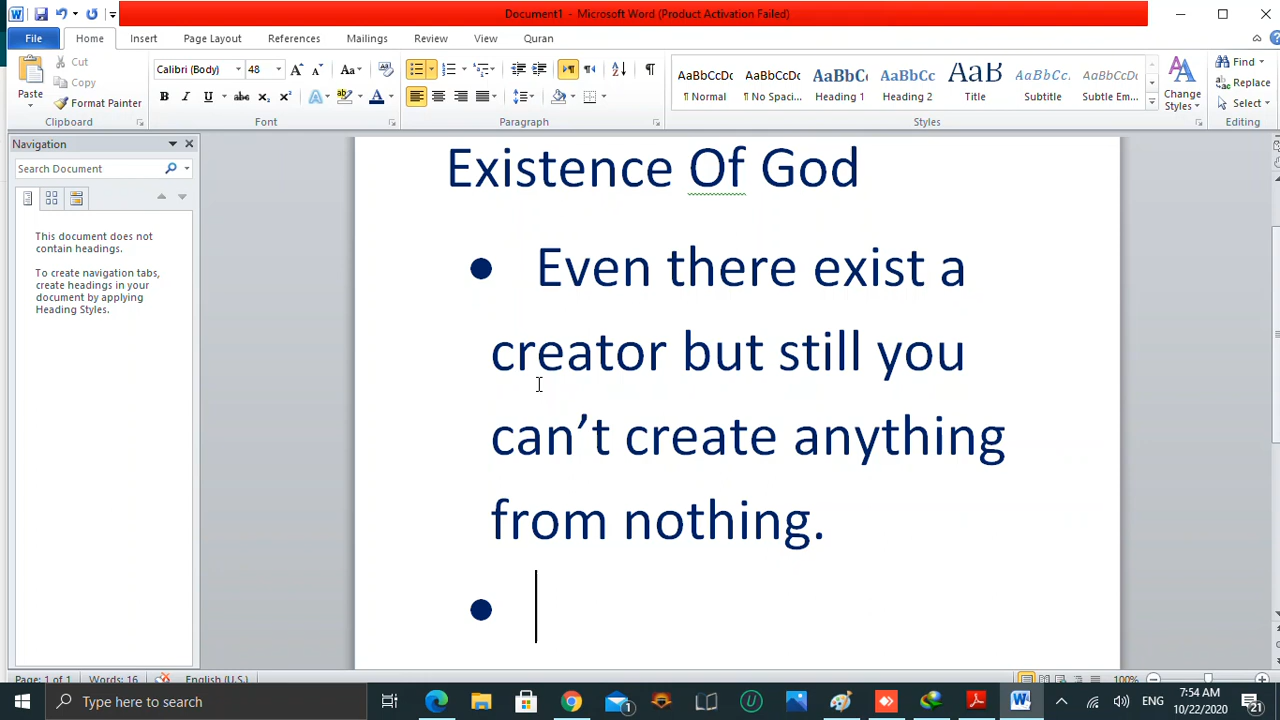 Document1 - Microsoft Word (Product Activation Failed)
File Home Insert Page Layout References Mailings Review View Quran
Paste
Cut
Copy
Format Painter
Clipboard
Calibri (Body) 48
Font
Paragraph
AaBbCcDc AaBbCcDc AaBbCc AaBbCc AaB AaBbCc. AaBbCcDc
¶ Normal ¶ No Spaci... Heading 1 Heading 2 Title Subtitle Subtle Em...
Styles
Change Styles
Find
Replace
Select
Editing
Navigation
Search Document
This document does not
contain headings.
To create navigation tabs,
create headings in your
document by applying
Heading Styles.
Existence Of God
• Even there exist a
creator but still you
can’t create anything
from nothing.
•
Page: 1 of 1 Words: 16 English (U.S.) 100%
Type here to search
1
ENG
7:54 AM
10/22/2020
21